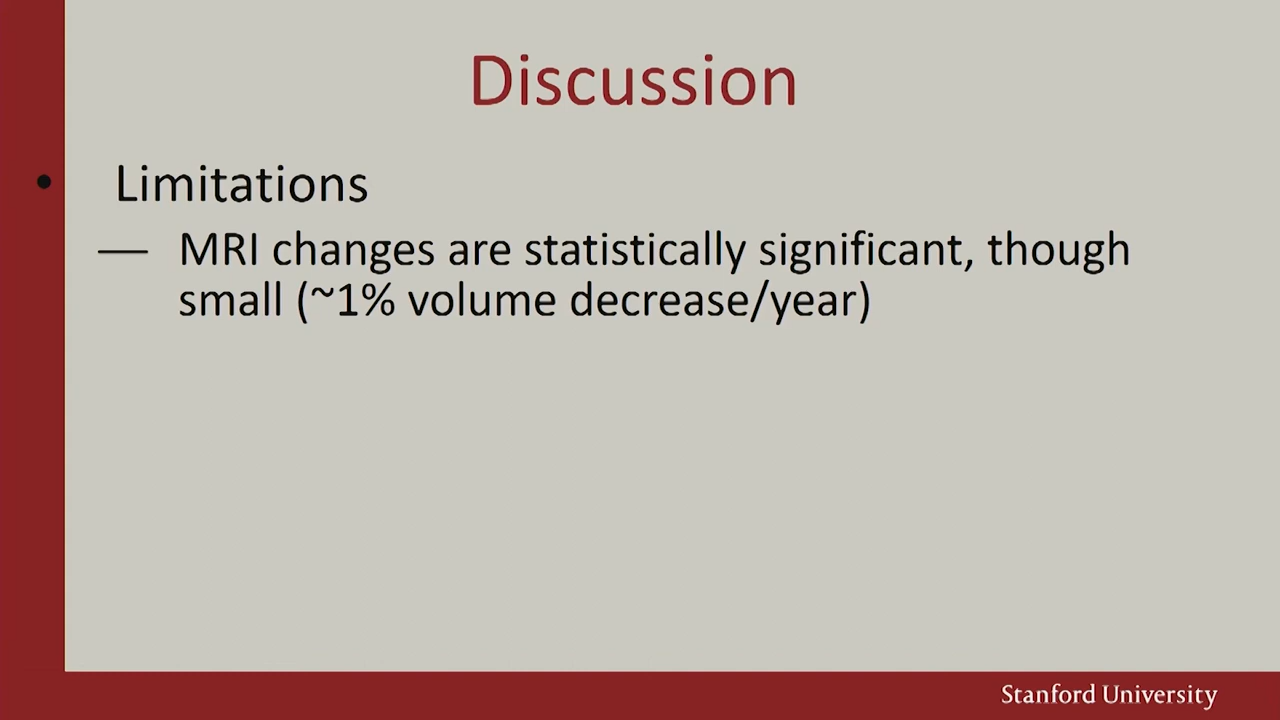 Discussion
• Limitations
— MRI changes are statistically significant, though
small (~1% volume decrease/year)
Stanford University